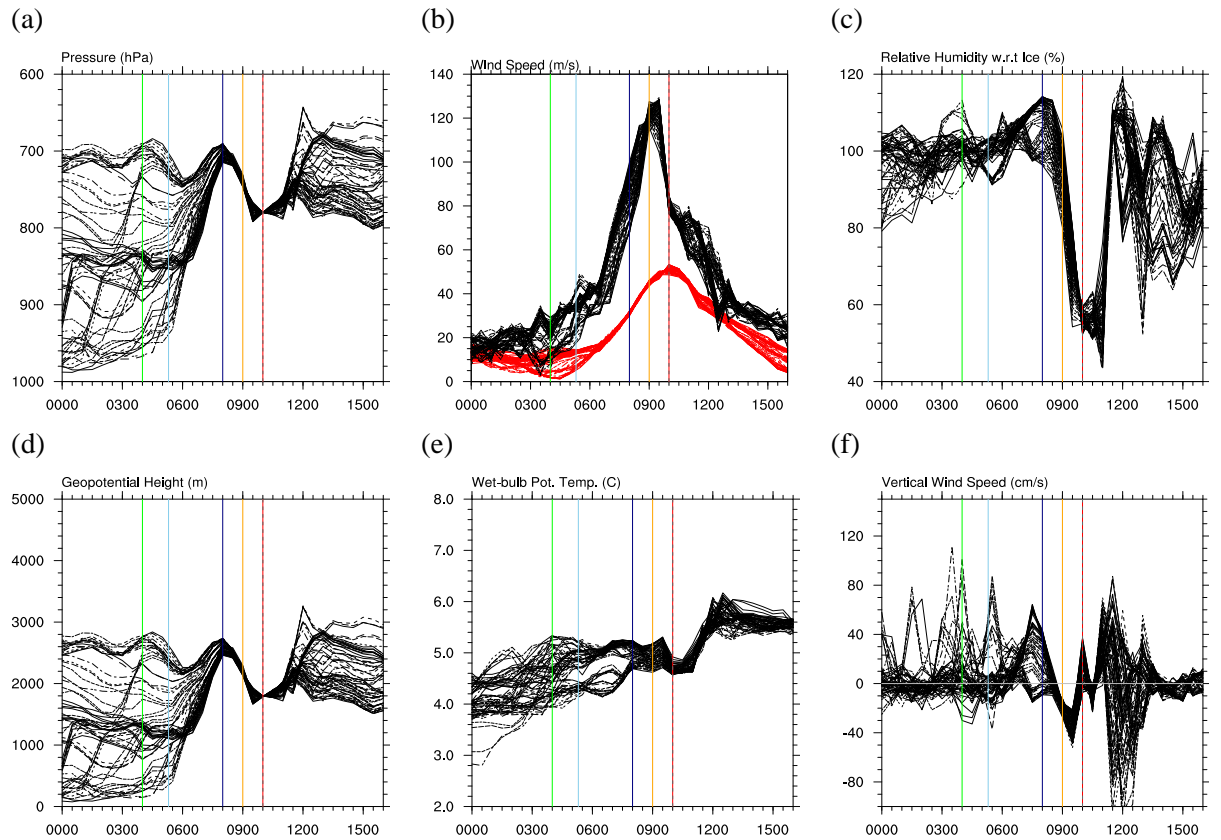 (a) (b) (c)
Pressure (hPa) Wind Speed (m/s) Relative Humidity w.r.t Ice (%)
600 140 120
120
700 100
100
80
800 80
60
900 40 60
20
1000 0 40
0000 0300 0600 0900 1200 1500 0000 0300 0600 0900 1200 1500 0000 0300 0600 0900 1200 1500
(d) (e) (f)
Geopotential Height (m) Wet-bulb Pot. Temp. (C) Vertical Wind Speed (cm/s)
5000 8.0
120
4000 7.0
80
3000 6.0
40
5.0
2000 0
4.0
1000 3.0 -40
-80
0 2.0
0000 0300 0600 0900 1200 1500 0000 0300 0600 0900 1200 1500 0000 0300 0600 0900 1200 1500